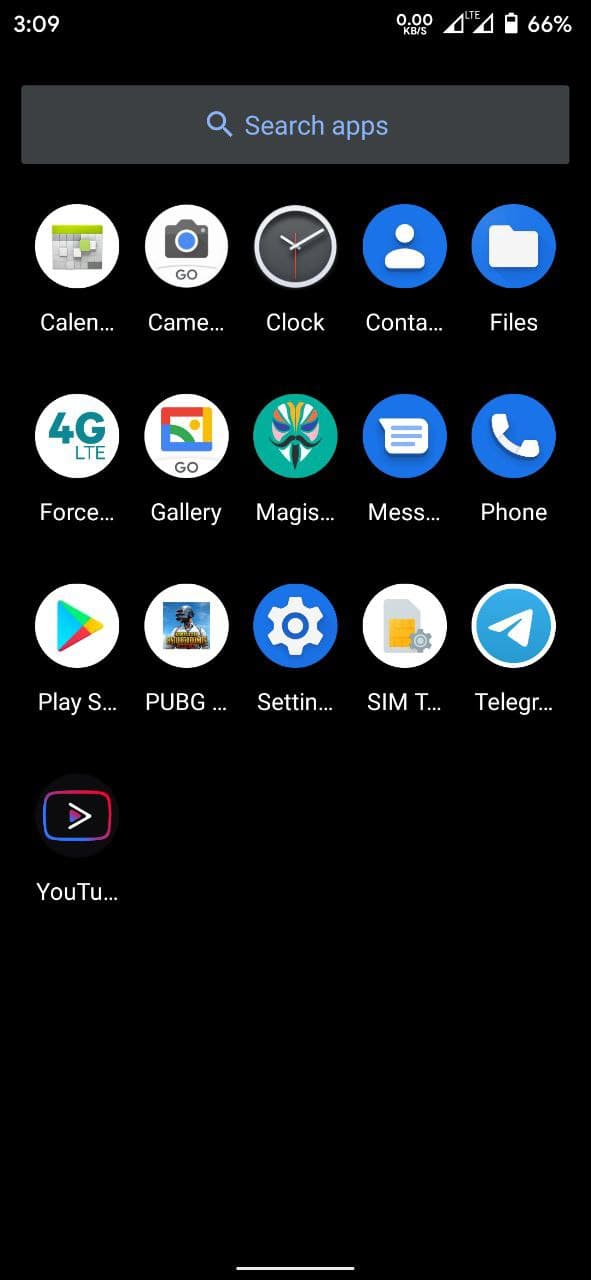 3:09 0.00 KB/S LTE 66%
Search apps
Calen... Came... Clock Conta... Files
GO
4G LTE
GO
Force... Gallery Magis... Mess... Phone
Play S... PUBG ... Settin... SIM T... Telegr...
YouTu...